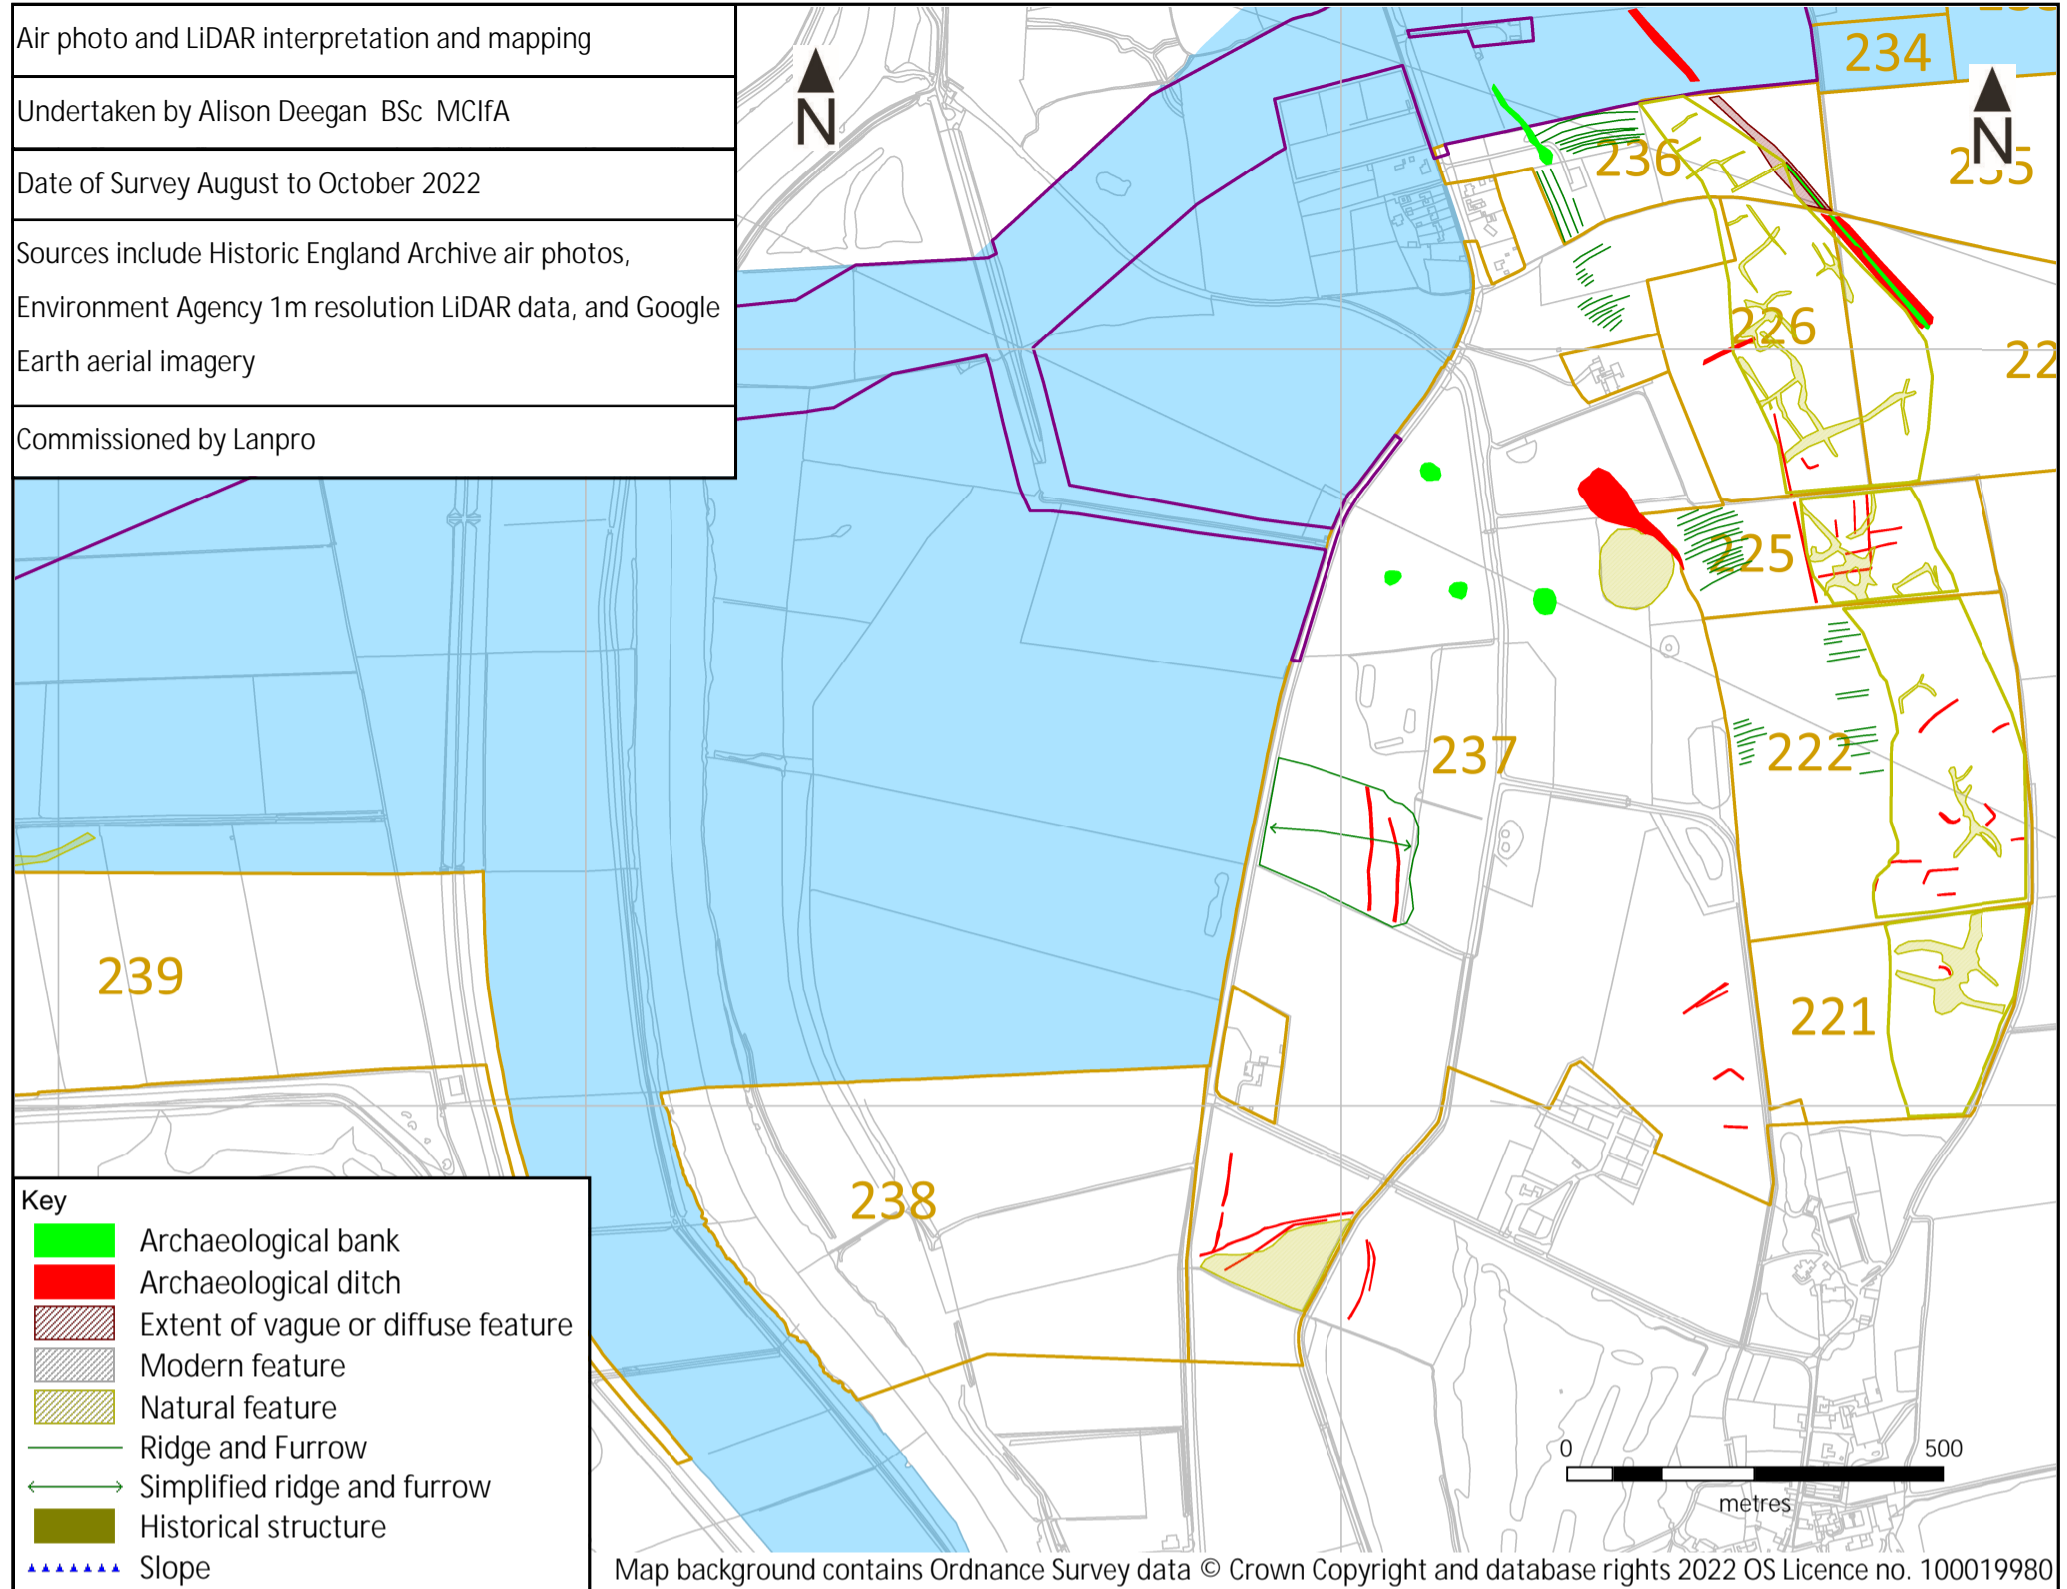 Air photo and LiDAR interpretation and mapping
Undertaken by Alison Deegan BSc MCIfA
Date of Survey August to October 2022
Sources include Historic England Archive air photos,
Environment Agency 1m resolution LiDAR data, and Google
Earth aerial imagery
Commissioned by Lanpro
N
N
234
236
235
226
22
225
237
222
239
221
238
Key
Archaeological bank
Archaeological ditch
Extent of vague or diffuse feature
Modern feature
Natural feature
Ridge and Furrow
Simplified ridge and furrow
Historical structure
Slope
0 500
metres
Map background contains Ordnance Survey data © Crown Copyright and database rights 2022 OS Licence no. 100019980